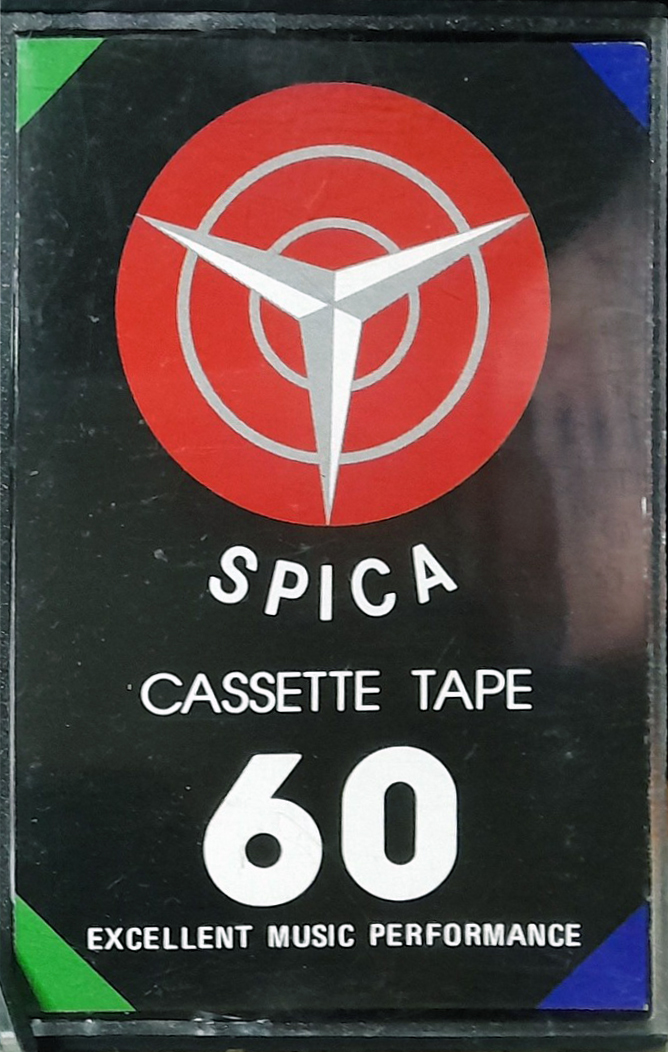 SPICA
CASSETTE TAPE
60
EXCELLENT MUSIC PERFORMANCE